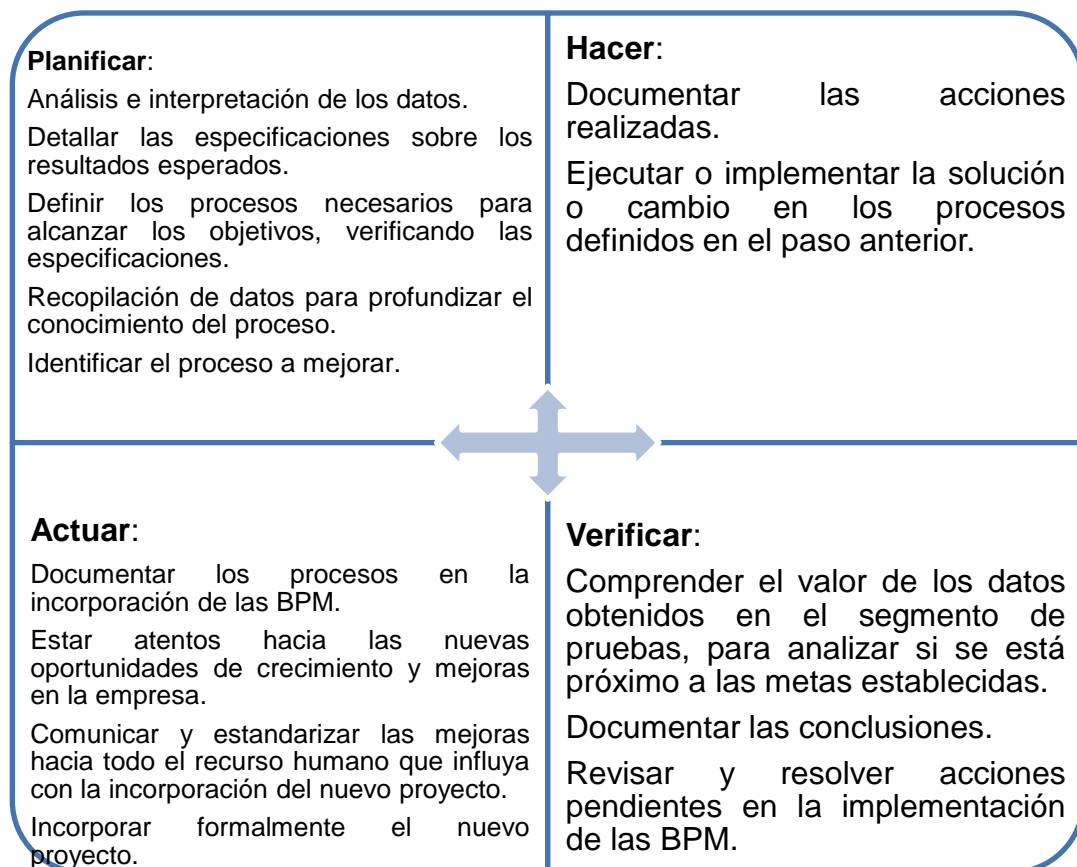 Planificar:
Análisis e interpretación de los datos.
Detallar las especificaciones sobre los
resultados esperados.
Definir los procesos necesarios para
alcanzar los objetivos, verificando las
especificaciones.
Recopilación de datos para profundizar el
conocimiento del proceso.
Identificar el proceso a mejorar.
Hacer:
Documentar las acciones
realizadas.
Ejecutar o implementar la solución
o cambio en los procesos
definidos en el paso anterior.
Actuar:
Documentar los procesos en la
incorporación de las BPM.
Estar atentos hacia las nuevas
oportunidades de crecimiento y mejoras
en la empresa.
Comunicar y estandarizar las mejoras
hacia todo el recurso humano que influya
con la incorporación del nuevo proyecto.
Incorporar formalmente el nuevo
proyecto.
Verificar:
Comprender el valor de los datos
obtenidos en el segmento de
pruebas, para analizar si se está
próximo a las metas establecidas.
Documentar las conclusiones.
Revisar y resolver acciones
pendientes en la implementación
de las BPM.